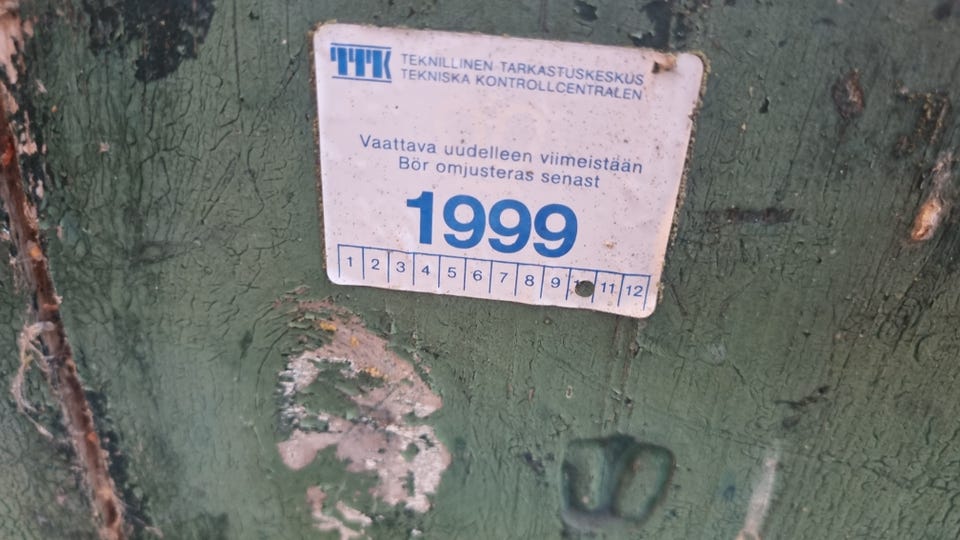 TTK TEKNILLINEN TARKASTUSKESKUS
TEKNISKA KONTROLLCENTRALEN
Vaattava uudelleen viimeistään
Bör omjusteras senast
1999
1 2 3 4 5 6 7 8 9 11 12